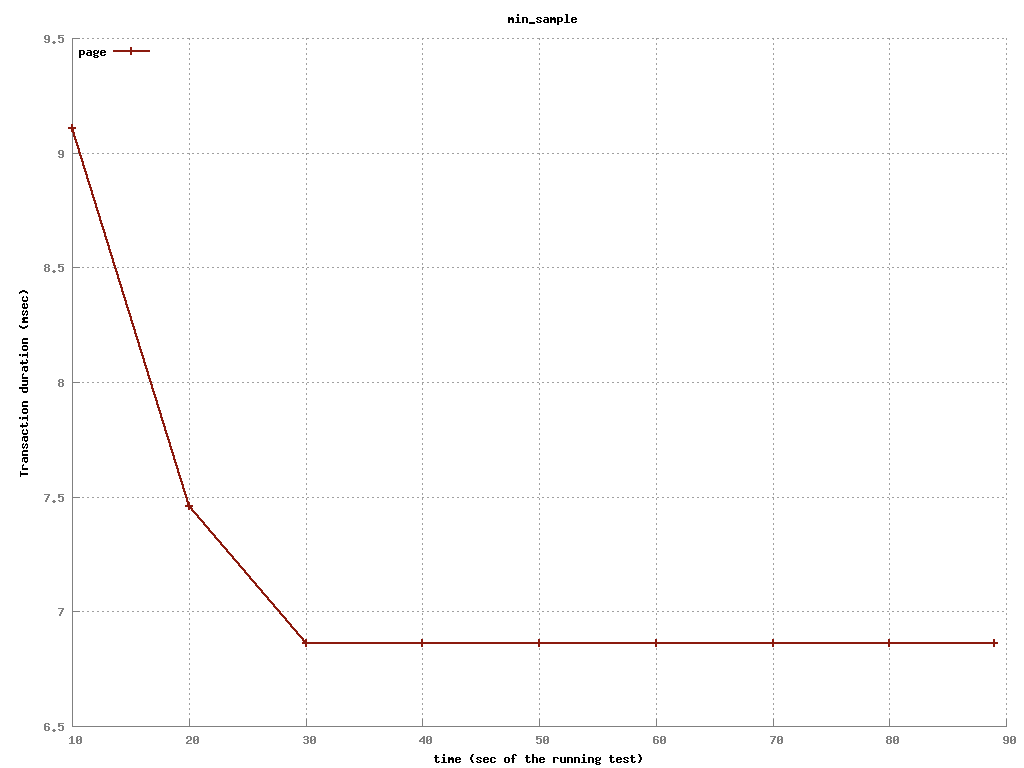 min_sample
page
9.5
9
8.5
8
7.5
7
6.5
Transaction duration (msec)
10 20 30 40 50 60 70 80 90
time (sec of the running test)